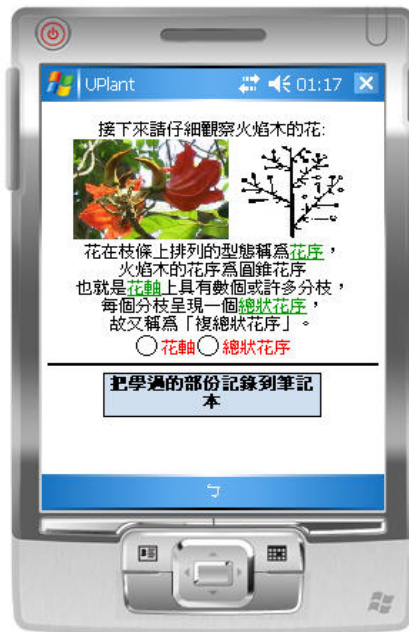 UPlant 01:17
接下來請仔細觀察火焰木的花:
花在枝條上排列的型態稱為花序，
火焰木的花序為圓錐花序
也就是花軸上具有數個或許多分枝，
每個分枝呈現一個總狀花序，
故又稱為「複總狀花序」。
花軸 總狀花序
把學過的部份記錄到筆記
本
ㄅ